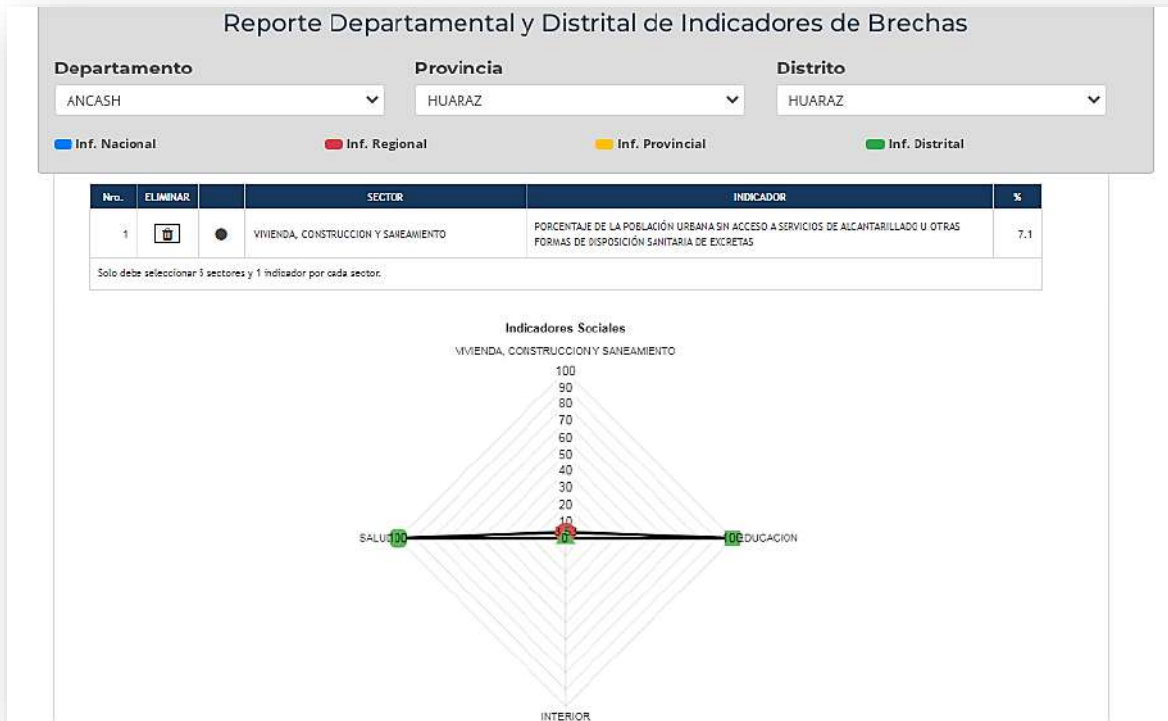 Reporte Departamental y Distrital de Indicadores de Brechas
Departamento Provincia Distrito
ANCASH HUARAZ HUARAZ
Inf. Nacional Inf. Regional Inf. Provincial Inf. Distrital
Nro. ELIMINAR SECTOR INDICADOR %
1 VIVIENDA, CONSTRUCCION Y SANEAMIENTO PORCENTAJE DE LA POBLACIÓN URBANA SIN ACCESO A SERVICIOS DE ALCANTARILLADO U OTRAS 7.1
FORMAS DE DISPOSICIÓN SANITARIA DE EXCRETAS
Solo debe seleccionar 5 sectores y 1 indicador por cada sector.
Indicadores Sociales
VIVIENDA, CONSTRUCCION Y SANEAMIENTO
100
90
80
70
60
50
40
30
20
10
SALUD 100 0 EDUCACION
INTERIOR